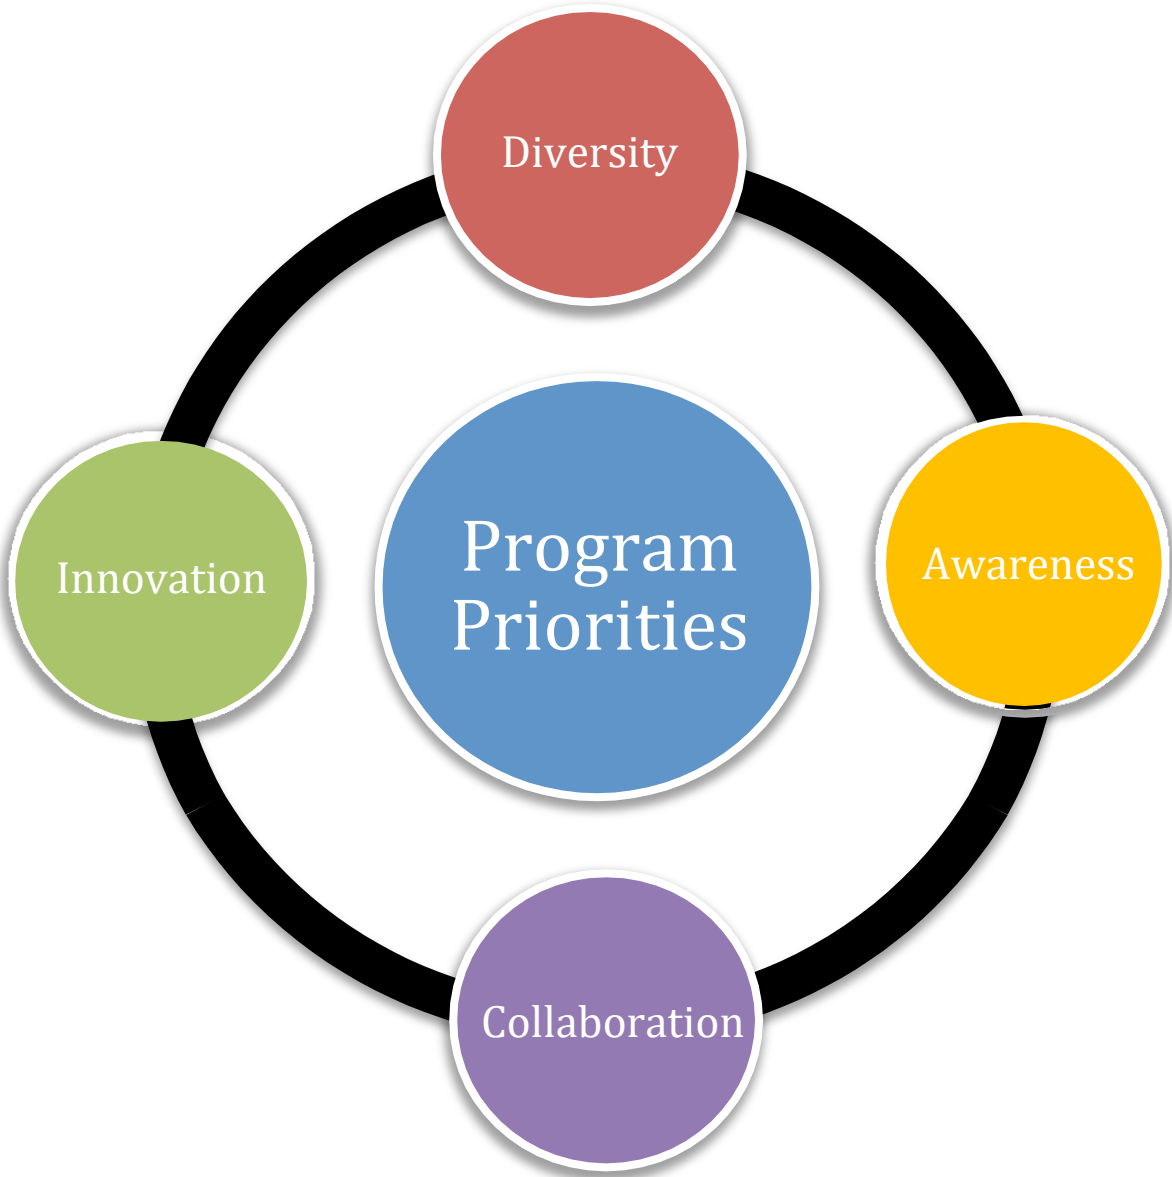 Diversity
Innovation
Program
Priorities
Awareness
Collaboration